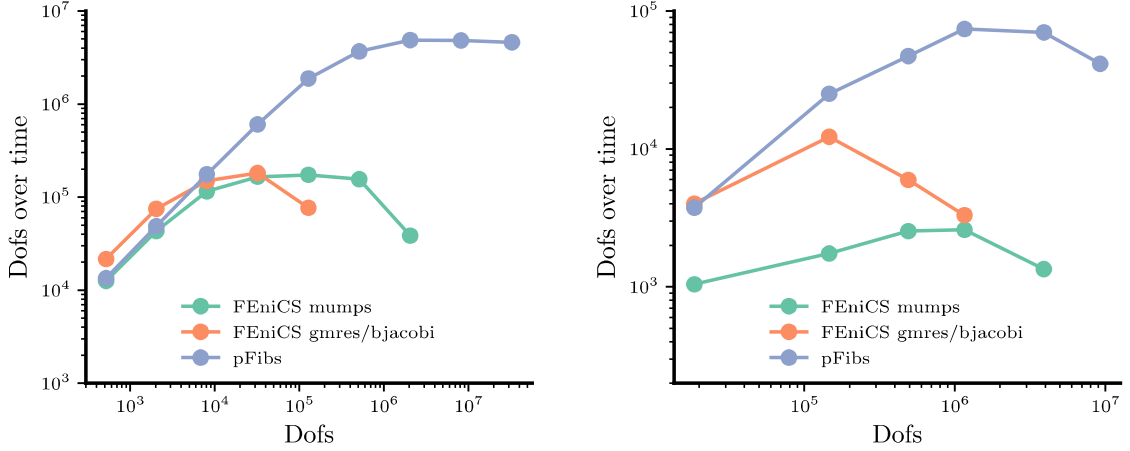 10^7
10^6
10^5
10^4
10^3
Dofs over time
FEniCS mumps
FEniCS gmres/bjacobi
pFibs
10^3 10^4 10^5 10^6 10^7
Dofs
10^5
10^4
10^3
Dofs over time
FEniCS mumps
FEniCS gmres/bjacobi
pFibs
10^5 10^6 10^7
Dofs